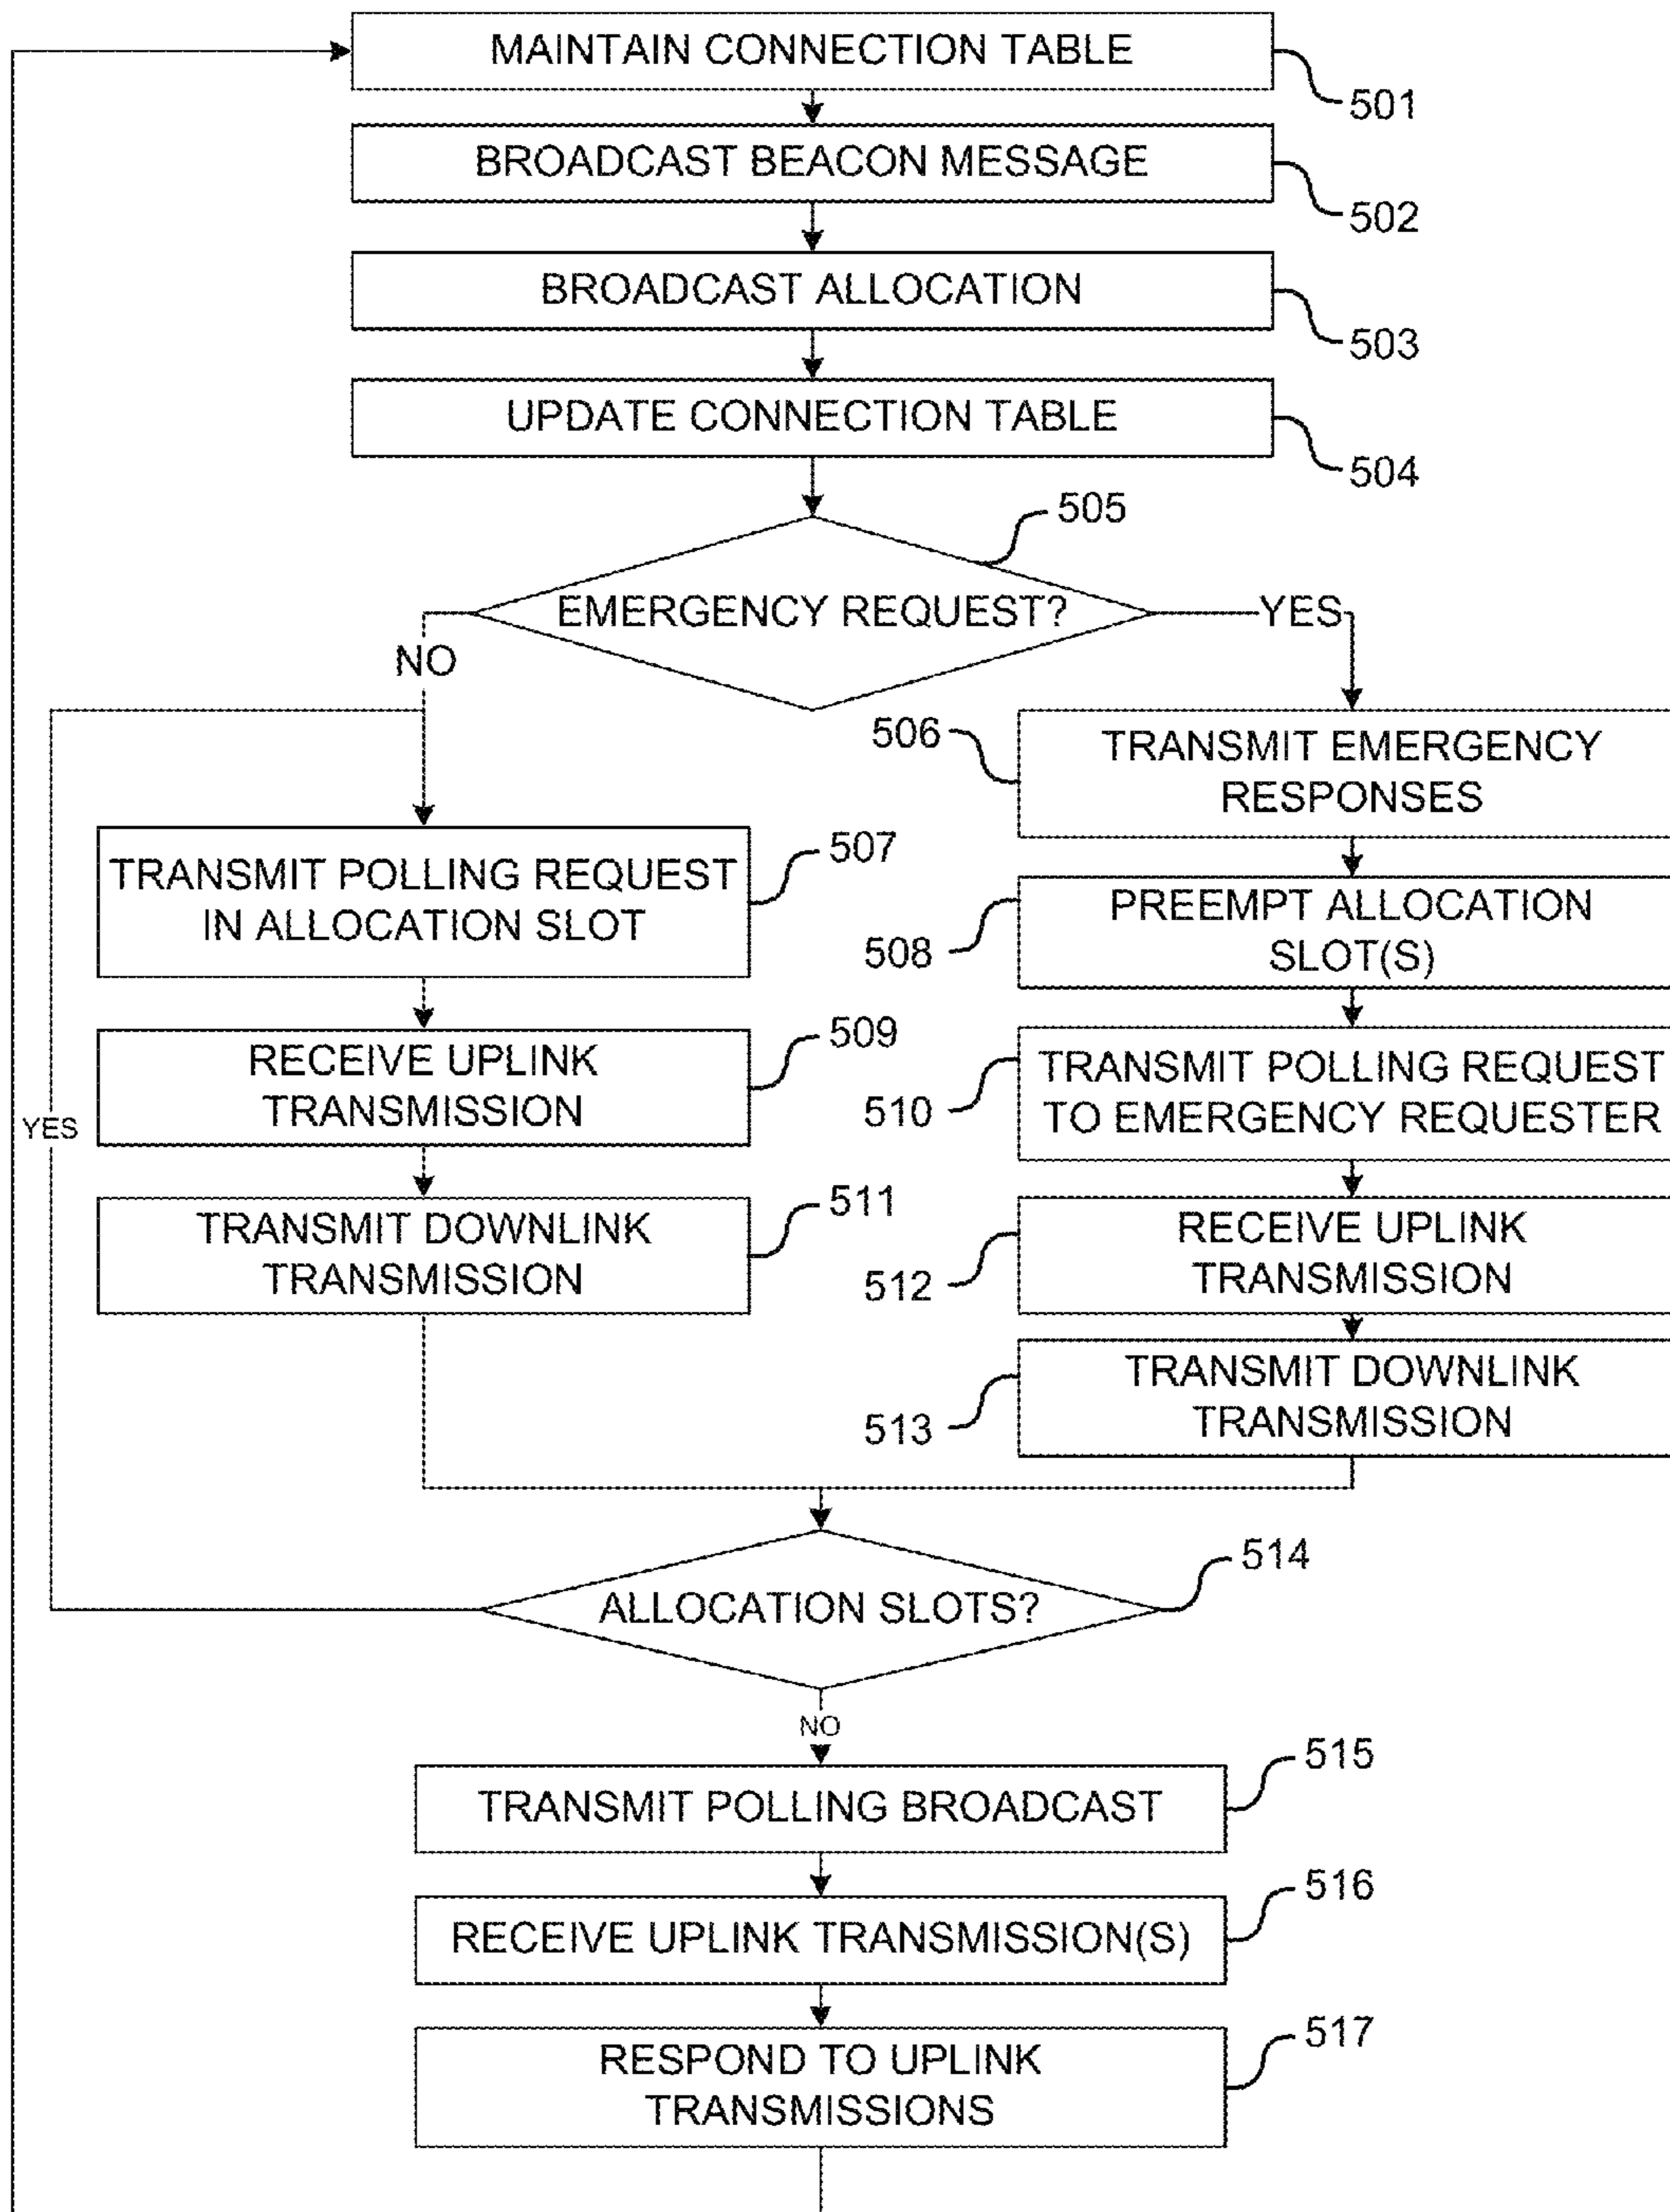 MAINTAIN CONNECTION TABLE
501
BROADCAST BEACON MESSAGE
502
BROADCAST ALLOCATION
503
UPDATE CONNECTION TABLE
504
505
EMERGENCY REQUEST?
YES
NO
506
TRANSMIT EMERGENCY
RESPONSES
507
TRANSMIT POLLING REQUEST
IN ALLOCATION SLOT
508
PREEMPT ALLOCATION
SLOT(S)
509
RECEIVE UPLINK
TRANSMISSION
510
TRANSMIT POLLING REQUEST
TO EMERGENCY REQUESTER
YES
511
TRANSMIT DOWNLINK
TRANSMISSION
512
RECEIVE UPLINK
TRANSMISSION
513
TRANSMIT DOWNLINK
TRANSMISSION
514
ALLOCATION SLOTS?
NO
515
TRANSMIT POLLING BROADCAST
516
RECEIVE UPLINK TRANSMISSION(S)
517
RESPOND TO UPLINK
TRANSMISSIONS